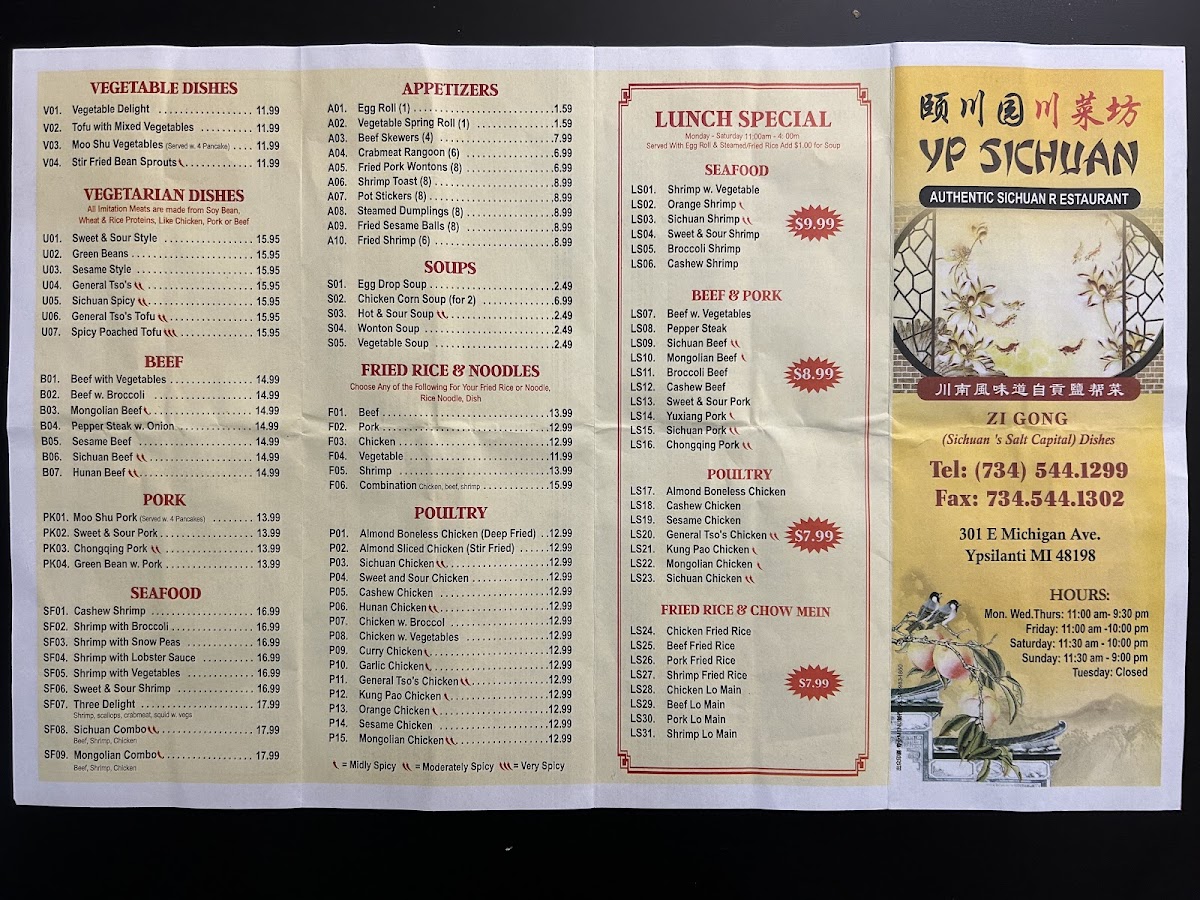 VEGETABLE DISHES
V01. Vegetable Delight .................. 11.99
V02. Tofu with Mixed Vegetables ......... 11.99
V03. Moo Shu Vegetables (Served w. 4 Pancake) .... 11.99
V04. Stir Fried Bean Sprouts ............ 11.99
VEGETARIAN DISHES
All Imitation Meats are made from Soy Bean,
Wheat & Rice Proteins, Like Chicken, Pork or Beef
U01. Sweet & Sour Style ................. 15.95
U02. Green Beans ........................ 15.95
U03. Sesame Style ....................... 15.95
U04. General Tso's ...................... 15.95
U05. Sichuan Spicy ...................... 15.95
U06. General Tso's Tofu ................. 15.95
U07. Spicy Poached Tofu ................. 15.95
BEEF
B01. Beef with Vegetables ............... 14.99
B02. Beef w. Broccoli ................... 14.99
B03. Mongolian Beef ..................... 14.99
B04. Pepper Steak w. Onion .............. 14.99
B05. Sesame Beef ........................ 14.99
B06. Sichuan Beef ....................... 14.99
B07. Hunan Beef ......................... 14.99
PORK
PK01. Moo Shu Pork (Served w. 4 Pancakes) ........ 13.99
PK02. Sweet & Sour Pork ................. 13.99
PK03. Chongqing Pork .................... 13.99
PK04. Green Bean w. Pork ................ 13.99
SEAFOOD
SF01. Cashew Shrimp ..................... 16.99
SF02. Shrimp with Broccoli .............. 16.99
SF03. Shrimp with Snow Peas ............. 16.99
SF04. Shrimp with Lobster Sauce ......... 16.99
SF05. Shrimp with Vegetables ............ 16.99
SF06. Sweet & Sour Shrimp ............... 16.99
SF07. Three Delight ..................... 17.99
Shrimp, scallops, crabmeat, squid w. vegs
SF08. Sichuan Combo ..................... 17.99
Beef, Shrimp, Chicken
SF09. Mongolian Combo ................... 17.99
Beef, Shrimp, Chicken
APPETIZERS
A01. Egg Roll (1) ....................... 1.59
A02. Vegetable Spring Roll (1) .......... 1.59
A03. Beef Skewers (4) ................... 7.99
A04. Crabmeat Rangoon (6) ............... 6.99
A05. Fried Pork Wontons (8) ............. 6.99
A06. Shrimp Toast (8) ................... 8.99
A07. Pot Stickers (8) ................... 8.99
A08. Steamed Dumplings (8) .............. 8.99
A09. Fried Sesame Balls (8) ............. 8.99
A10. Fried Shrimp (6) ................... 8.99
SOUPS
S01. Egg Drop Soup ...................... 2.49
S02. Chicken Corn Soup (for 2) .......... 6.99
S03. Hot & Sour Soup .................... 2.49
S04. Wonton Soup ........................ 2.49
S05. Vegetable Soup ..................... 2.49
FRIED RICE & NOODLES
Choose Any of the Following For Your Fried Rice or Noodle,
Rice Noodle, Dish
F01. Beef ............................... 13.99
F02. Pork ............................... 12.99
F03. Chicken ............................ 12.99
F04. Vegetable .......................... 11.99
F05. Shrimp ............................. 13.99
F06. Combination Chicken, beef, shrimp ............. 15.99
POULTRY
P01. Almond Boneless Chicken (Deep Fried) .. 12.99
P02. Almond Sliced Chicken (Stir Fried) ..... 12.99
P03. Sichuan Chicken .................... 12.99
P04. Sweet and Sour Chicken ............. 12.99
P05. Cashew Chicken ..................... 12.99
P06. Hunan Chicken ...................... 12.99
P07. Chicken w. Broccol ................. 12.99
P08. Chicken w. Vegetables .............. 12.99
P09. Curry Chicken ...................... 12.99
P10. Garlic Chicken ..................... 12.99
P11. General Tso's Chicken .............. 12.99
P12. Kung Pao Chicken ................... 12.99
P13. Orange Chicken ..................... 12.99
P14. Sesame Chicken ..................... 12.99
P15. Mongolian Chicken .................. 12.99
= Midly Spicy = Moderately Spicy = Very Spicy
LUNCH SPECIAL
Monday - Saturday 11:00am - 4: 00m
Served With Egg Roll & Steamed/Fried Rice Add $1.00 for Soup
SEAFOOD
LS01. Shrimp w. Vegetable
LS02. Orange Shrimp
LS03. Sichuan Shrimp
LS04. Sweet & Sour Shrimp
LS05. Broccoli Shrimp
LS06. Cashew Shrimp
$9.99
BEEF & PORK
LS07. Beef w. Vegetables
LS08. Pepper Steak
LS09. Sichuan Beef
LS10. Mongolian Beef
LS11. Broccoli Beef
LS12. Cashew Beef
LS13. Sweet & Sour Pork
LS14. Yuxiang Pork
LS15. Sichuan Pork
LS16. Chongqing Pork
$8.99
POULTRY
LS17. Almond Boneless Chicken
LS18. Cashew Chicken
LS19. Sesame Chicken
LS20. General Tso's Chicken
LS21. Kung Pao Chicken
LS22. Mongolian Chicken
LS23. Sichuan Chicken
$7.99
FRIED RICE & CHOW MEIN
LS24. Chicken Fried Rice
LS25. Beef Fried Rice
LS26. Pork Fried Rice
LS27. Shrimp Fried Rice
LS28. Chicken Lo Main
LS29. Beef Lo Main
LS30. Pork Lo Main
LS31. Shrimp Lo Main
$7.99
颐川园川菜坊
YP SICHUAN
AUTHENTIC SICHUAN R ESTAURANT
川南風味道自貢鹽幫菜
ZI GONG
(Sichuan 's Salt Capital) Dishes
Tel: (734) 544.1299
Fax: 734.544.1302
301 E Michigan Ave.
Ypsilanti MI 48198
HOURS:
Mon. Wed.Thurs: 11:00 am- 9:30 pm
Friday: 11:00 am -10:00 pm
Saturday: 11:30 am - 10:00 pm
Sunday: 11:30 am - 9:00 pm
Tuesday: Closed